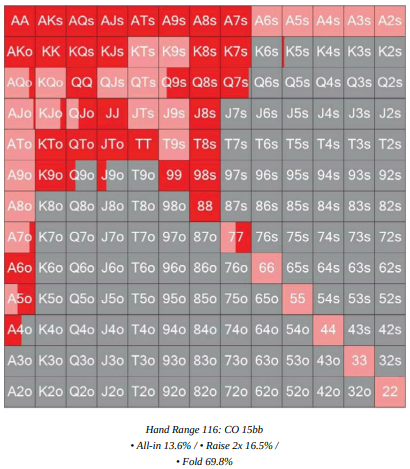 AA AKs AQs AJs ATs A9s A8s A7s A6s A5s A4s A3s A2s
AKo KK KQs KJs KTs K9s K8s K7s K6s K5s K4s K3s K2s
AQo KQo QQ QJs QTs Q9s Q8s Q7s Q6s Q5s Q4s Q3s Q2s
AJo KJo QJo JJ JTs J9s J8s J7s J6s J5s J4s J3s J2s
ATo KTo QTo JTo TT T9s T8s T7s T6s T5s T4s T3s T2s
A9o K9o Q9o J9o T9o 99 98s 97s 96s 95s 94s 93s 92s
A8o K8o Q8o J8o T8o 98o 88 87s 86s 85s 84s 83s 82s
A7o K7o Q7o J7o T7o 97o 87o 77 76s 75s 74s 73s 72s
A6o K6o Q6o J6o T6o 96o 86o 76o 66 65s 64s 63s 62s
A5o K5o Q5o J5o T5o 95o 85o 75o 65o 55 54s 53s 52s
A4o K4o Q4o J4o T4o 94o 84o 74o 64o 54o 44 43s 42s
A3o K3o Q3o J3o T3o 93o 83o 73o 63o 53o 43o 33 32s
A2o K2o Q2o J2o T2o 92o 82o 72o 62o 52o 42o 32o 22
Hand Range 116: CO 15bb
• All-in 13.6% / • Raise 2x 16.5% /
• Fold 69.8%